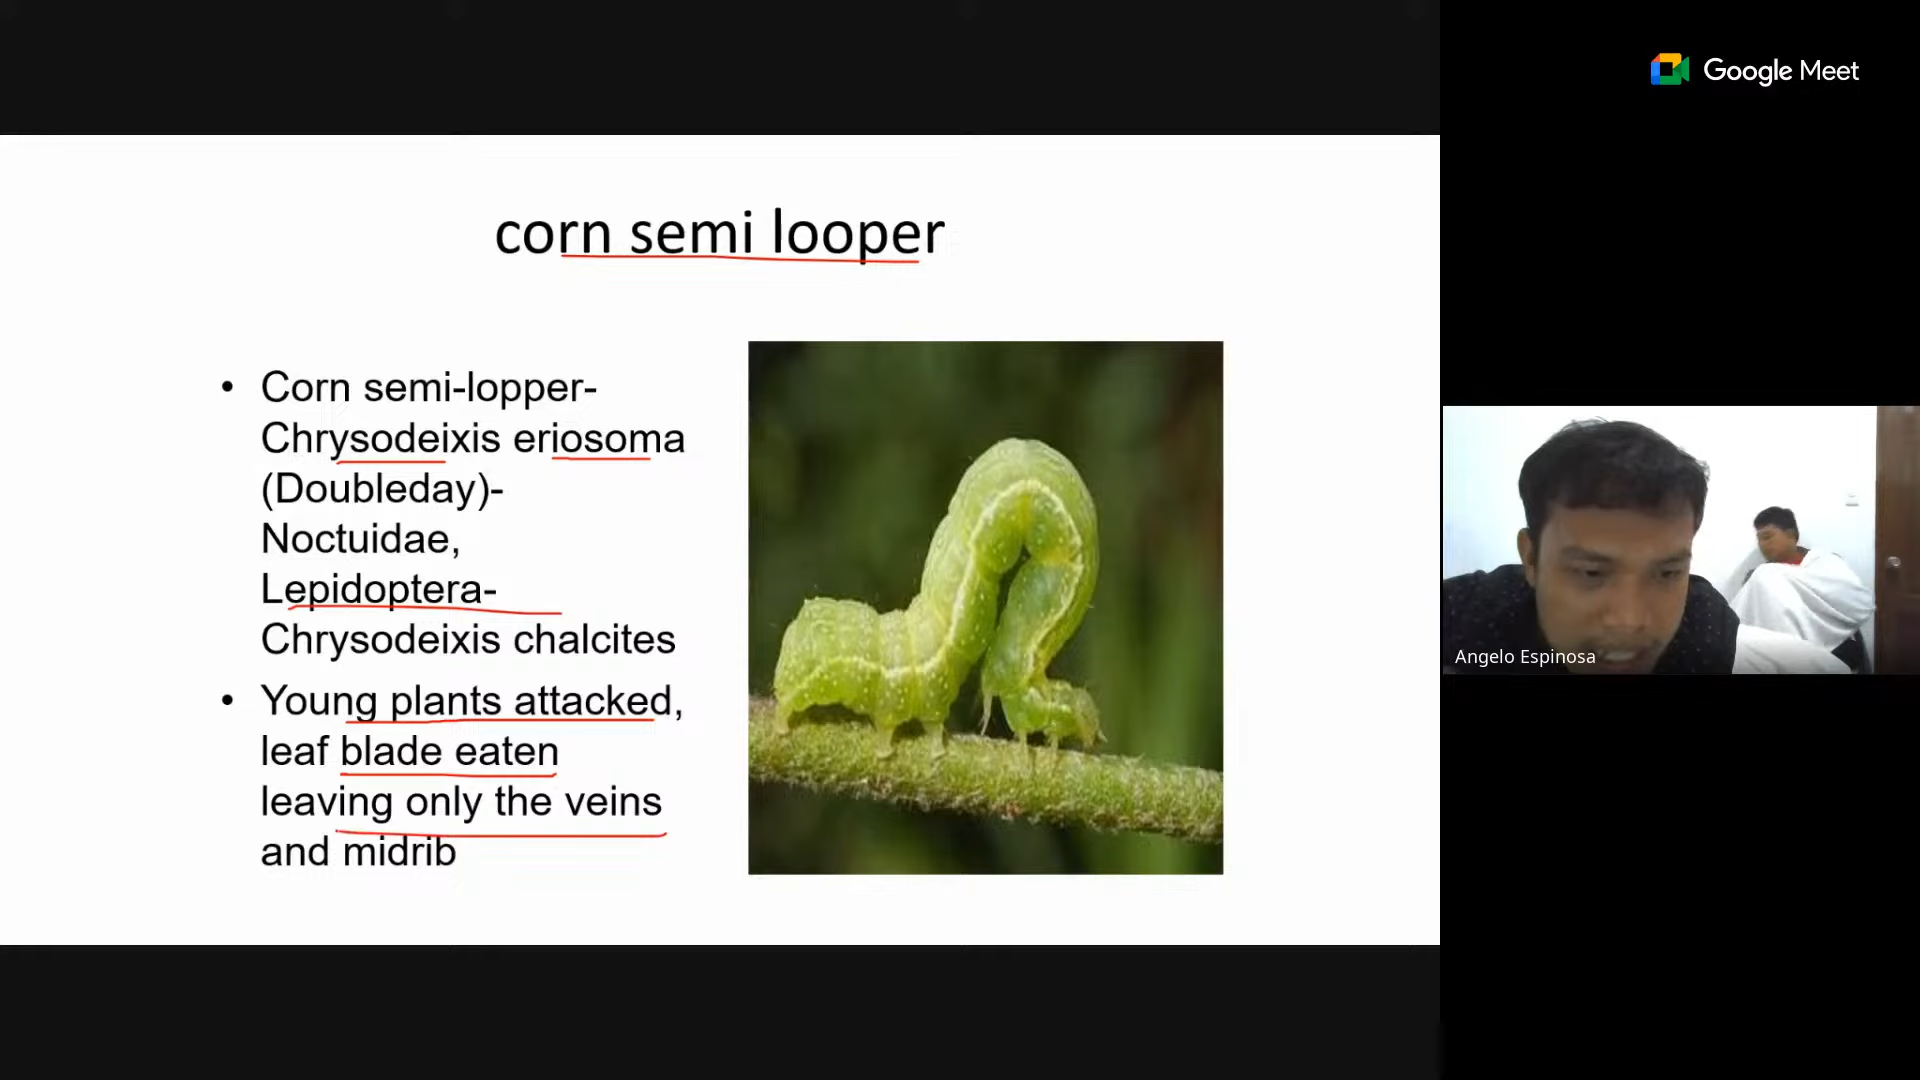 Google Meet
corn semi looper
• Corn semi-lopper-
Chrysodeixis eriosoma
(Doubleday)-
Noctuidae,
Lepidoptera-
Chrysodeixis chalcites
• Young plants attacked,
leaf blade eaten
leaving only the veins
and midrib
Angelo Espinosa